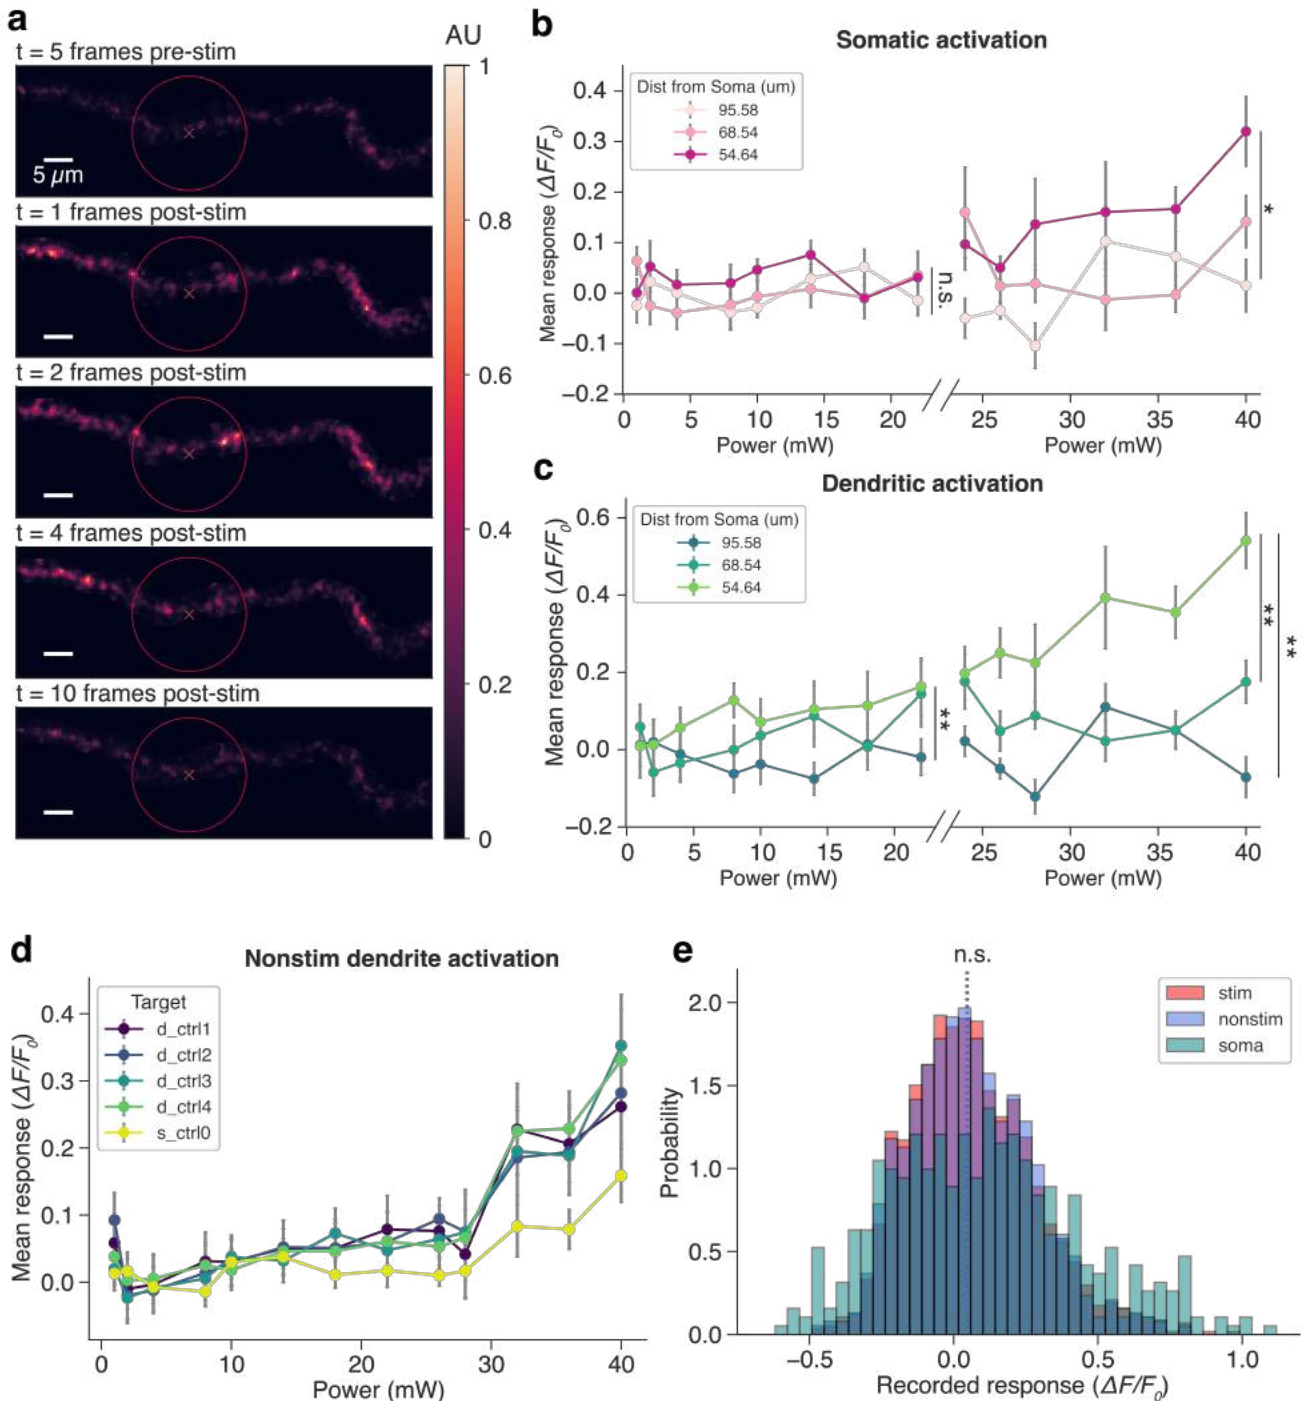 a
AU
t = 5 frames pre-stim
5 µm
t = 1 frames post-stim
t = 2 frames post-stim
t = 4 frames post-stim
t = 10 frames post-stim
1
0.8
0.6
0.4
0.2
0
b
Somatic activation
Dist from Soma (um)
95.58
68.54
54.64
Mean response (ΔF/F0)
0.4
0.3
0.2
0.1
0.0
−0.1
−0.2
n.s.
*
0 5 10 15 20
25 30 35 40
Power (mW)
Power (mW)
c
Dendritic activation
Dist from Soma (um)
95.58
68.54
54.64
Mean response (ΔF/F0)
0.6
0.4
0.2
0.0
−0.2
**
**
**
0 5 10 15 20
25 30 35 40
Power (mW)
Power (mW)
d
Nonstim dendrite activation
Target
d_ctrl1
d_ctrl2
d_ctrl3
d_ctrl4
s_ctrl0
Mean response (ΔF/F0)
0.4
0.3
0.2
0.1
0.0
0 10 20 30 40
Power (mW)
e
n.s.
stim
nonstim
soma
Probability
2.0
1.5
1.0
0.5
0.0
−0.5 0.0 0.5 1.0
Recorded response (ΔF/F0)